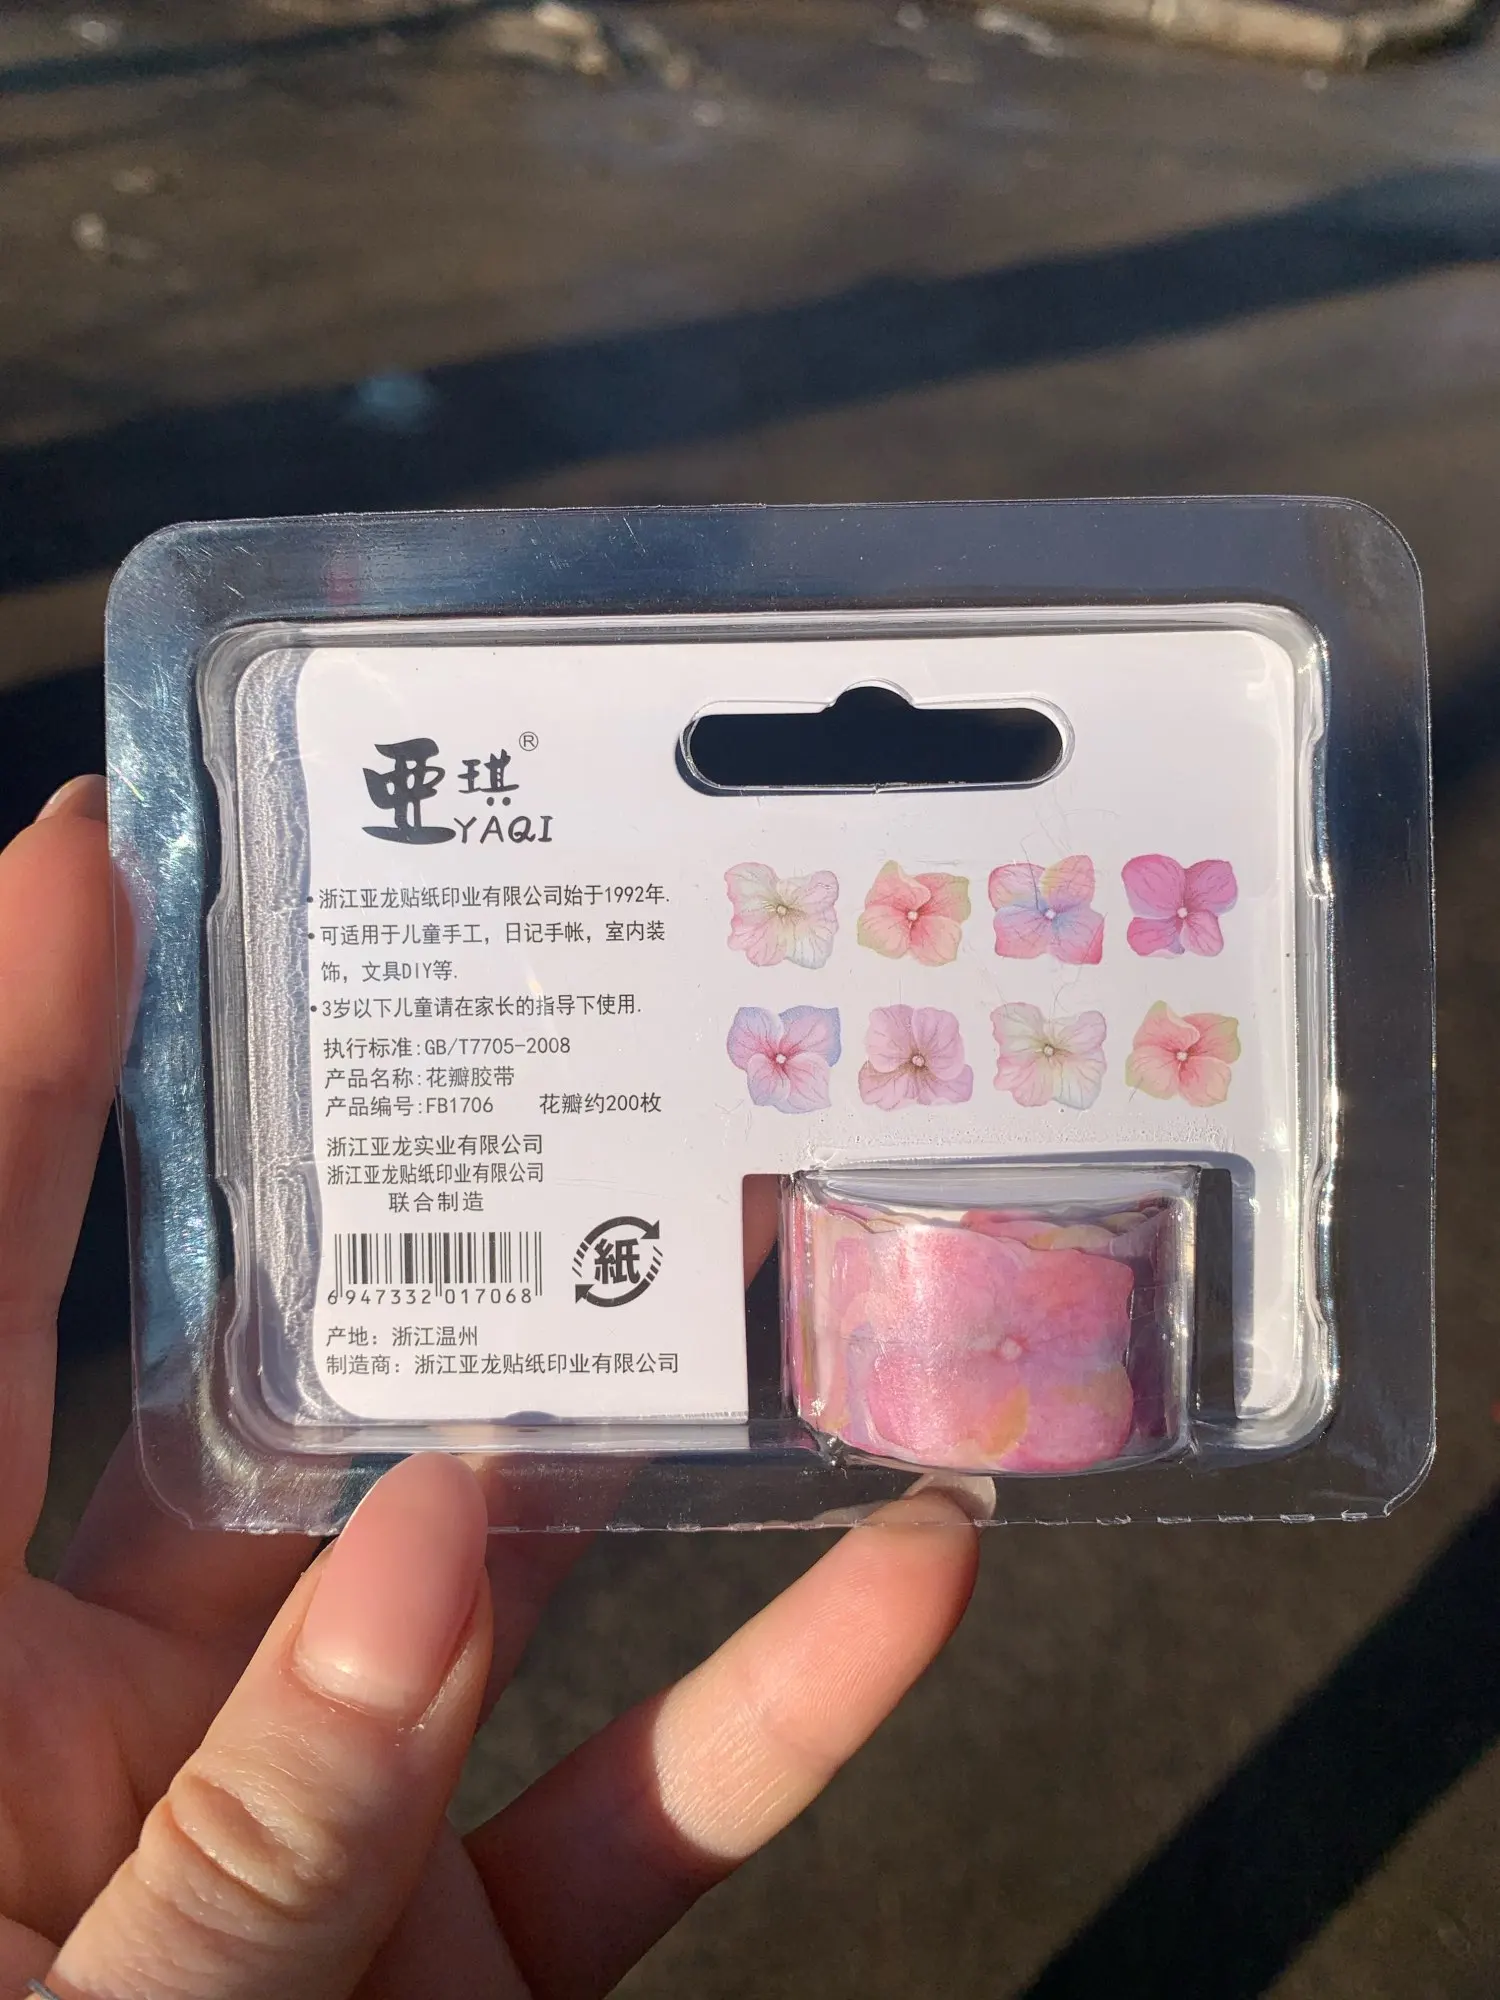 亜琪®
YAQI
• 浙江亚龙贴纸印业有限公司始于1992年.
• 可适用于儿童手工，日记手帐，室内装
饰，文具DIY等.
• 3岁以下儿童请在家长的指导下使用.
执行标准:GB/T7705-2008
产品名称:花瓣胶带
产品编号:FB1706 花瓣约200枚
浙江亚龙实业有限公司
浙江亚龙贴纸印业有限公司
联合制造
紙
6947332017068
产地：浙江温州
制造商：浙江亚龙贴纸印业有限公司